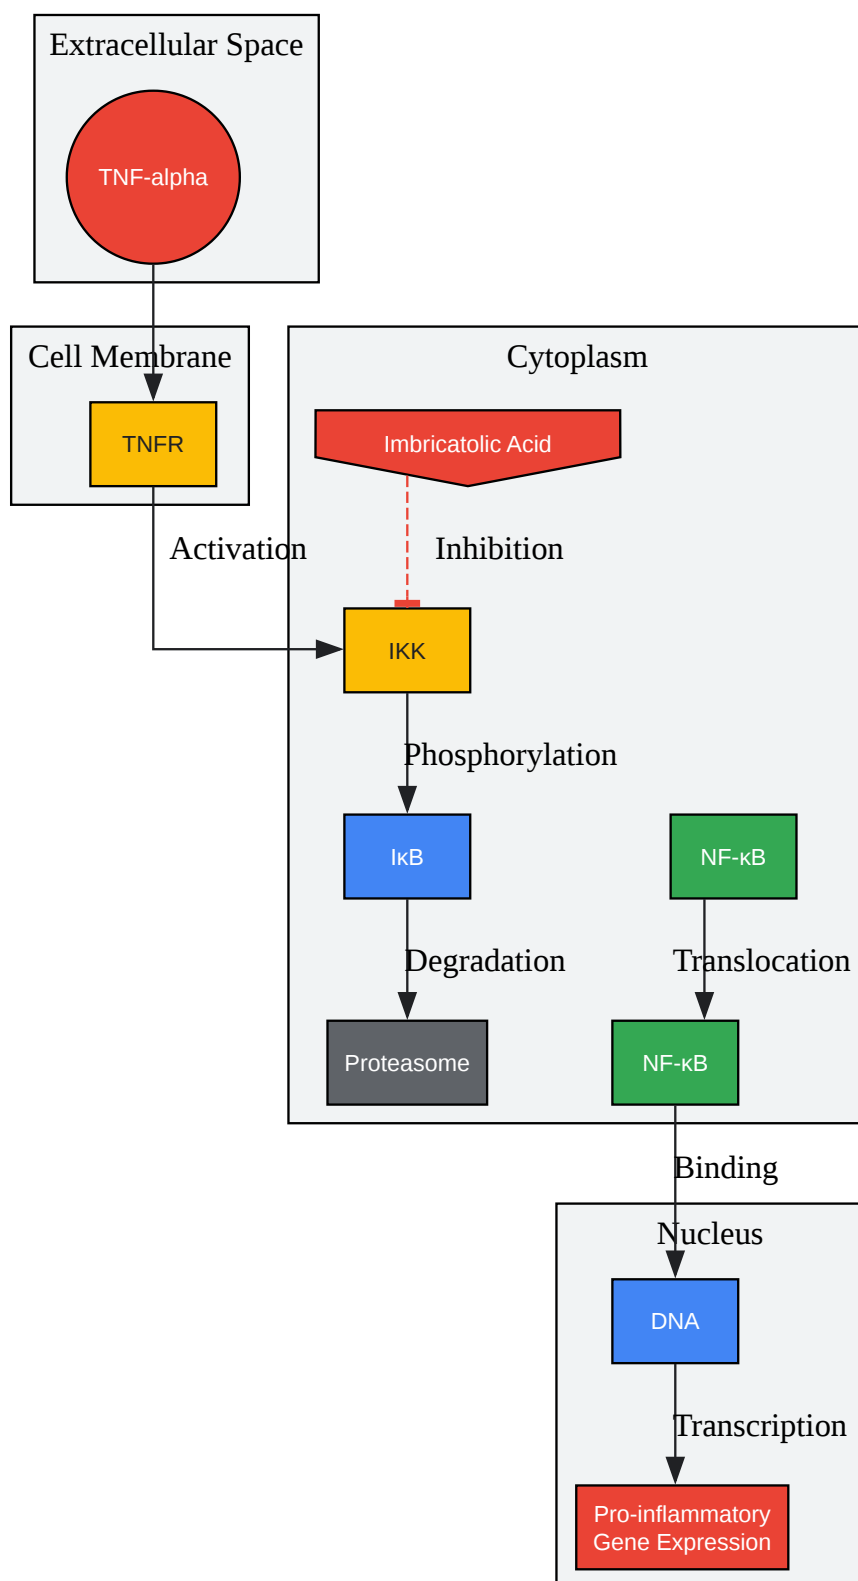 Extracellular Space
TNF-alpha
Cell Membrane
Cytoplasm
TNFR
Imbricatolic Acid
Activation
Inhibition
IKK
Phosphorylation
IκB
NF-κB
Degradation
Translocation
Proteasome
NF-κB
Binding
Nucleus
DNA
Transcription
Pro-inflammatory
Gene Expression